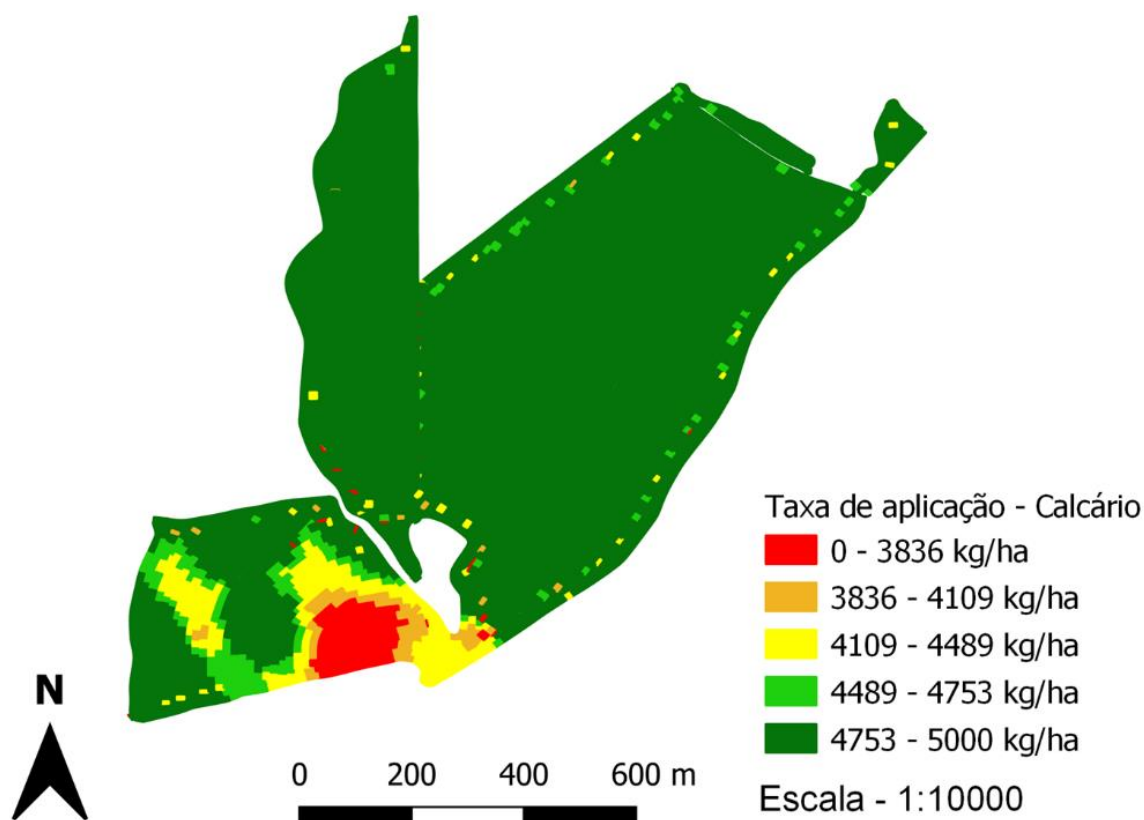 Taxa de aplicação - Calcário
0 - 3836 kg/ha
3836 - 4109 kg/ha
4109 - 4489 kg/ha
4489 - 4753 kg/ha
4753 - 5000 kg/ha
N
0 200 400 600 m
Escala - 1:10000